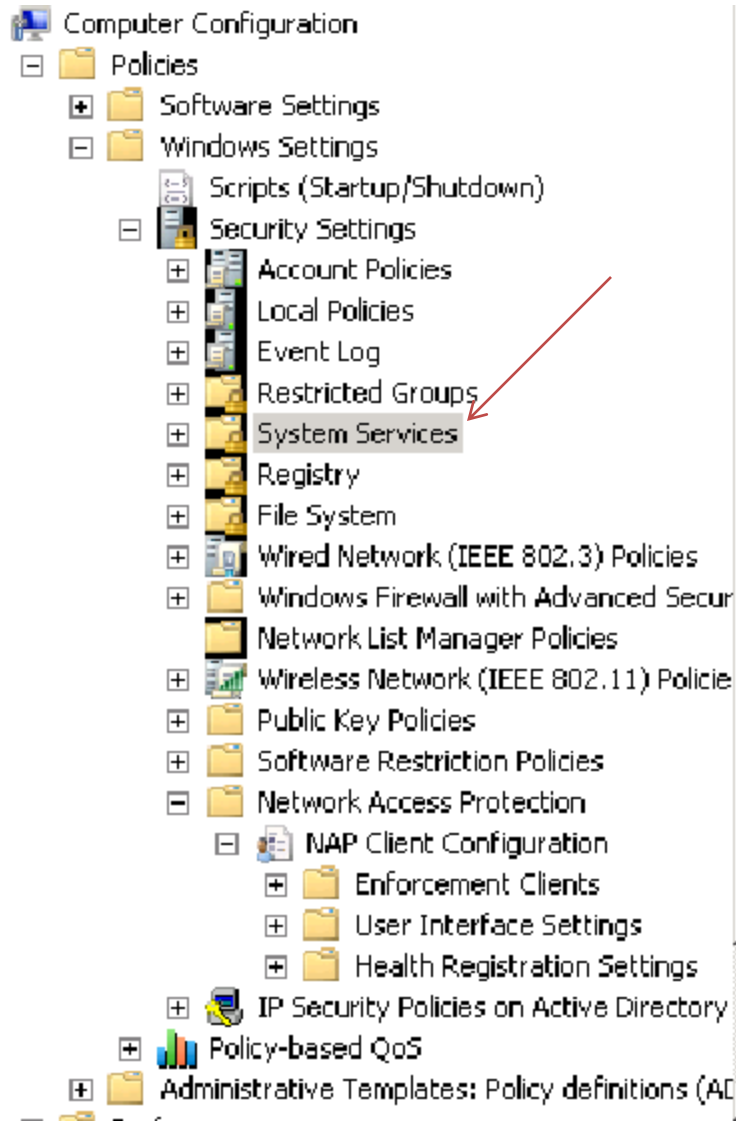 Computer Configuration
Policies
Software Settings
Windows Settings
Scripts (Startup/Shutdown)
Security Settings
Account Policies
Local Policies
Event Log
Restricted Groups
System Services
Registry
File System
Wired Network (IEEE 802.3) Policies
Windows Firewall with Advanced Secur
Network List Manager Policies
Wireless Network (IEEE 802.11) Policie
Public Key Policies
Software Restriction Policies
Network Access Protection
NAP Client Configuration
Enforcement Clients
User Interface Settings
Health Registration Settings
IP Security Policies on Active Directory
Policy-based QoS
Administrative Templates: Policy definitions (AD